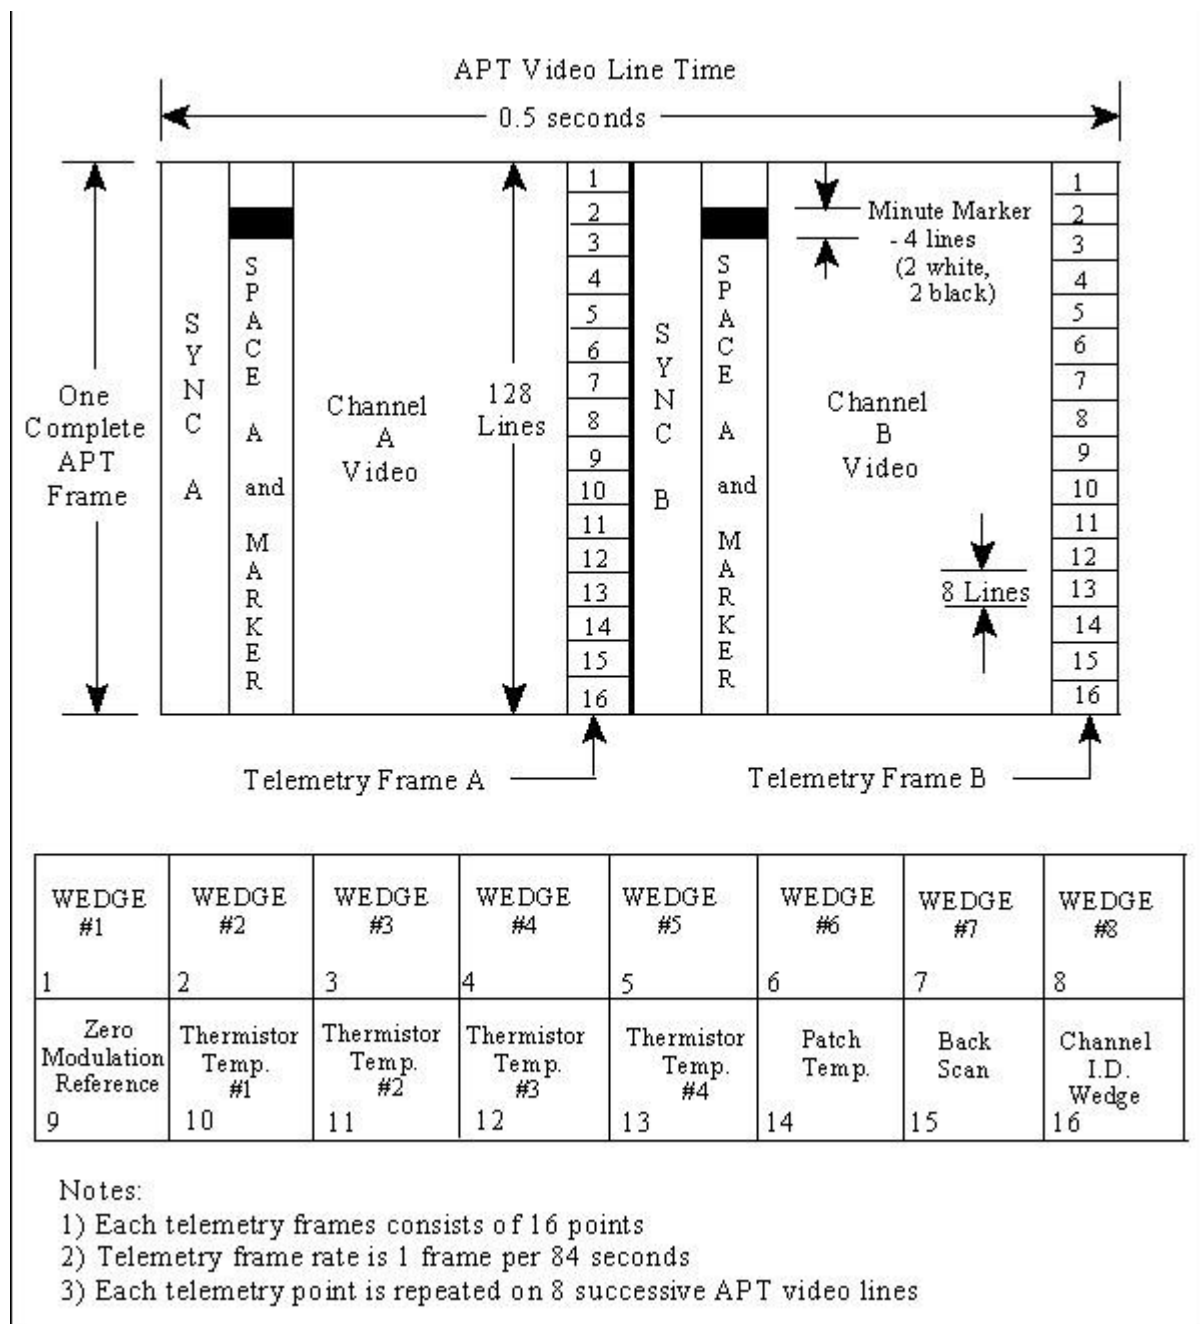 APT Video Line Time
0.5 seconds
One
Complete
APT
Frame
SYNC A
SPACE A and MARKER
Channel
A
Video
128
Lines
1
2
3
4
5
6
7
8
9
10
11
12
13
14
15
16
SYNC B
SPACE A and MARKER
Minute Marker
- 4 lines
(2 white,
2 black)
Channel
B
Video
8 Lines
1
2
3
4
5
6
7
8
9
10
11
12
13
14
15
16
Telemetry Frame A
Telemetry Frame B
WEDGE
#1
1
WEDGE
#2
2
WEDGE
#3
3
WEDGE
#4
4
WEDGE
#5
5
WEDGE
#6
6
WEDGE
#7
7
WEDGE
#8
8
Zero
Modulation
Reference
9
Thermistor
Temp.
#1
10
Thermistor
Temp.
#2
11
Thermistor
Temp.
#3
12
Thermistor
Temp.
#4
13
Patch
Temp.
14
Back
Scan
15
Channel
I.D.
Wedge
16
Notes:
1) Each telemetry frames consists of 16 points
2) Telemetry frame rate is 1 frame per 84 seconds
3) Each telemetry point is repeated on 8 successive APT video lines